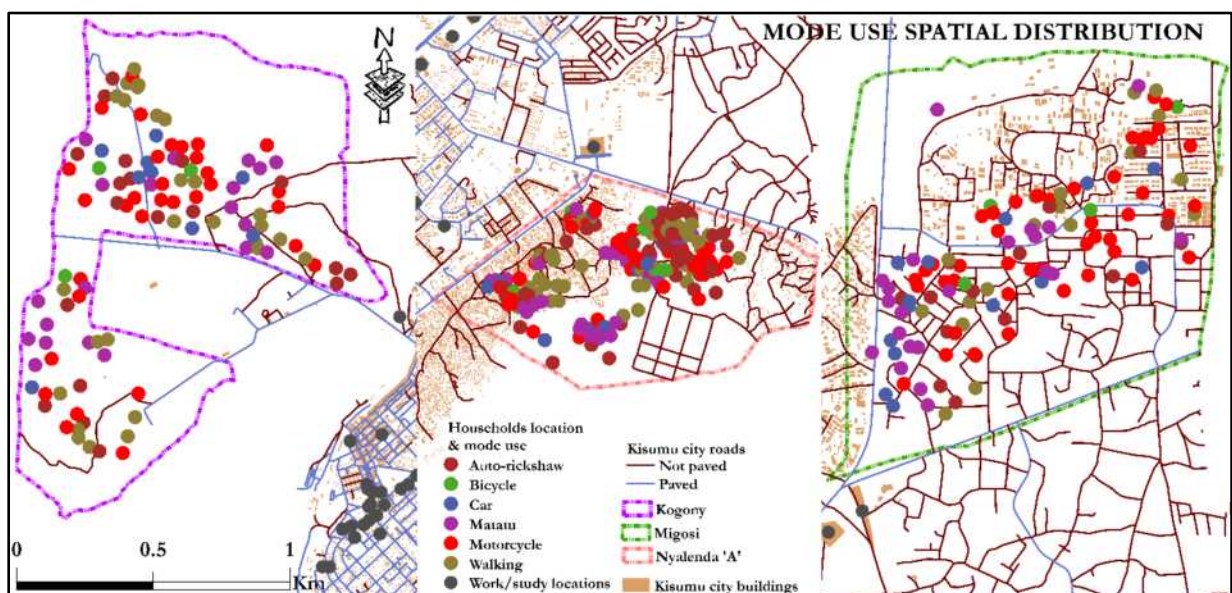 MODE USE SPATIAL DISTRIBUTION
N
Households location
& mode use
Auto-rickshaw
Bicycle
Car
Matatu
Motorcycle
Walking
Work/study locations
Kisumu city roads
Not paved
Paved
Kogony
Migosi
Nyalenda 'A'
Kisumu city buildings
0 0.5 1
Km